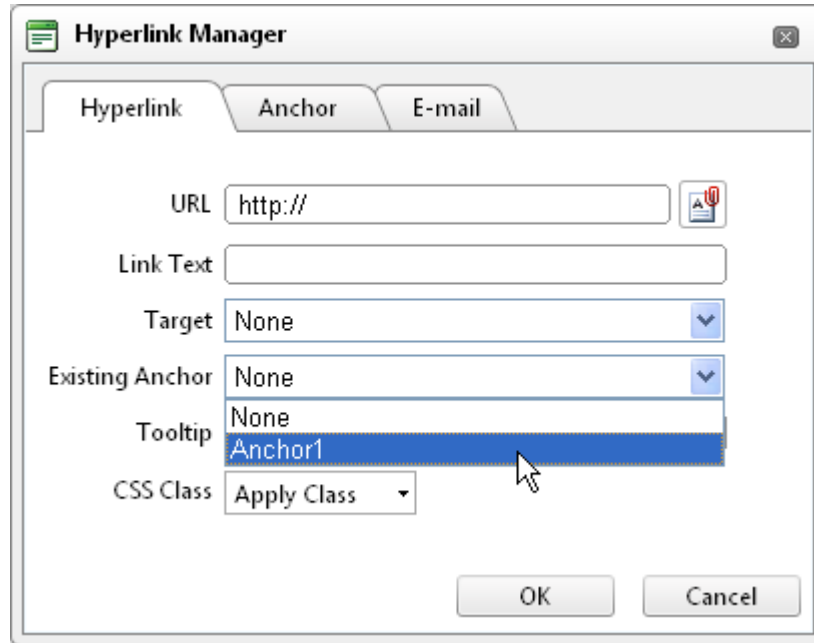 Hyperlink Manager
Hyperlink Anchor E-mail
URL http://
Link Text
Target None
Existing Anchor None
None
Tooltip
Anchor1
CSS Class Apply Class
OK Cancel